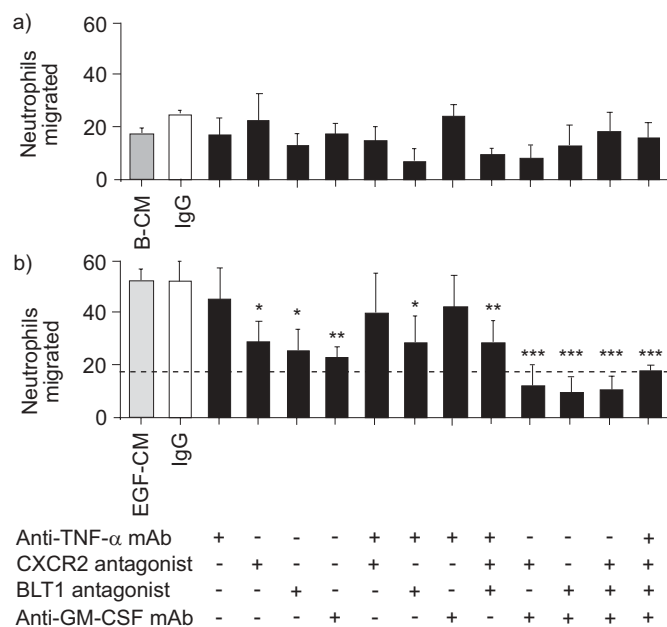 a)
60
40
20
0
Neutrophils
migrated
B-CM
IgG
b)
60
40
20
0
Neutrophils
migrated
* * ** * ** *** *** *** ***
EGF-CM
IgG
Anti-TNF-α mAb + - - - + + + + - - - +
CXCR2 antagonist - + - - + - - + + - + +
BLT1 antagonist - - + - - + - + - + + +
Anti-GM-CSF mAb - - - + - - + - + + + +